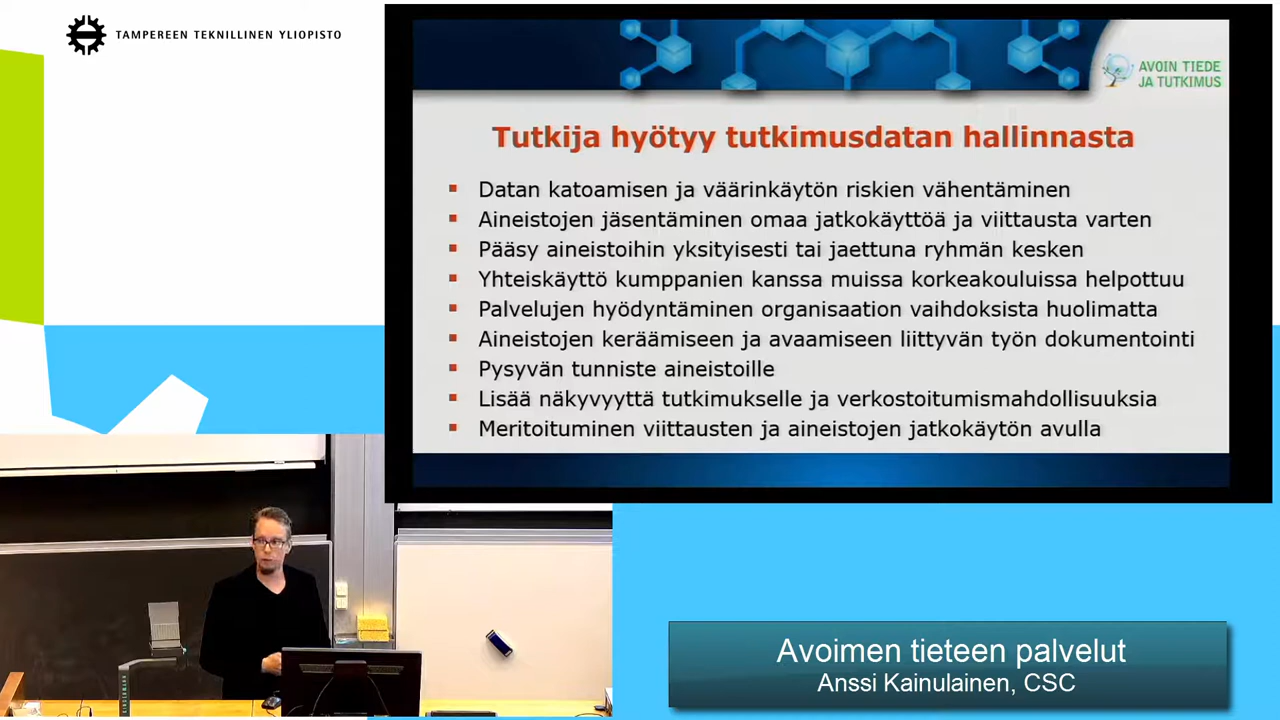 TAMPEREEN TEKNILLINEN YLIOPISTO
AVOIN TIEDE
JA TUTKIMUS
Tutkija hyötyy tutkimusdatan hallinnasta
Datan katoamisen ja väärinkäytön riskien vähentäminen
Aineistojen jäsentäminen omaa jatkokäyttöä ja viittausta varten
Pääsy aineistoihin yksityisesti tai jaettuna ryhmän kesken
Yhteiskäyttö kumppanien kanssa muissa korkeakouluissa helpottuu
Palvelujen hyödyntäminen organisaation vaihdoksista huolimatta
Aineistojen keräämiseen ja avaamiseen liittyvän työn dokumentointi
Pysyvän tunniste aineistoille
Lisää näkyvyyttä tutkimukselle ja verkostoitumismahdollisuuksia
Meritoituminen viittausten ja aineistojen jatkokäytön avulla
Avoimen tieteen palvelut
Anssi Kainulainen, CSC